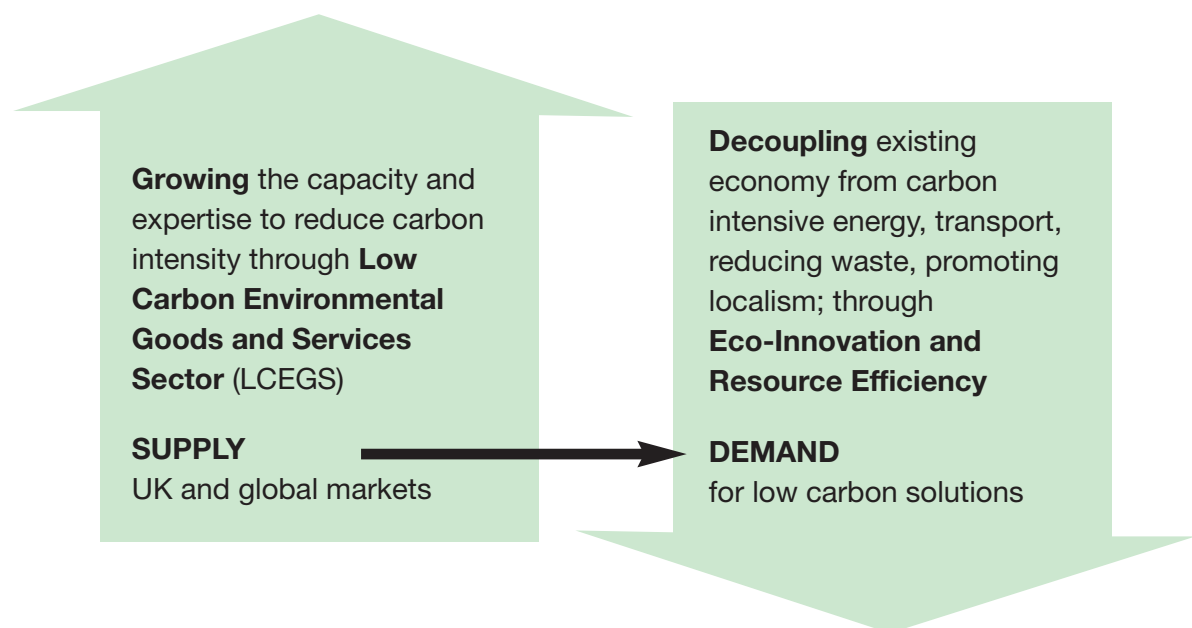 Growing the capacity and
expertise to reduce carbon
intensity through Low
Carbon Environmental
Goods and Services
Sector (LCEGS)
SUPPLY
UK and global markets
Decoupling existing
economy from carbon
intensive energy, transport,
reducing waste, promoting
localism; through
Eco-Innovation and
Resource Efficiency
DEMAND
for low carbon solutions